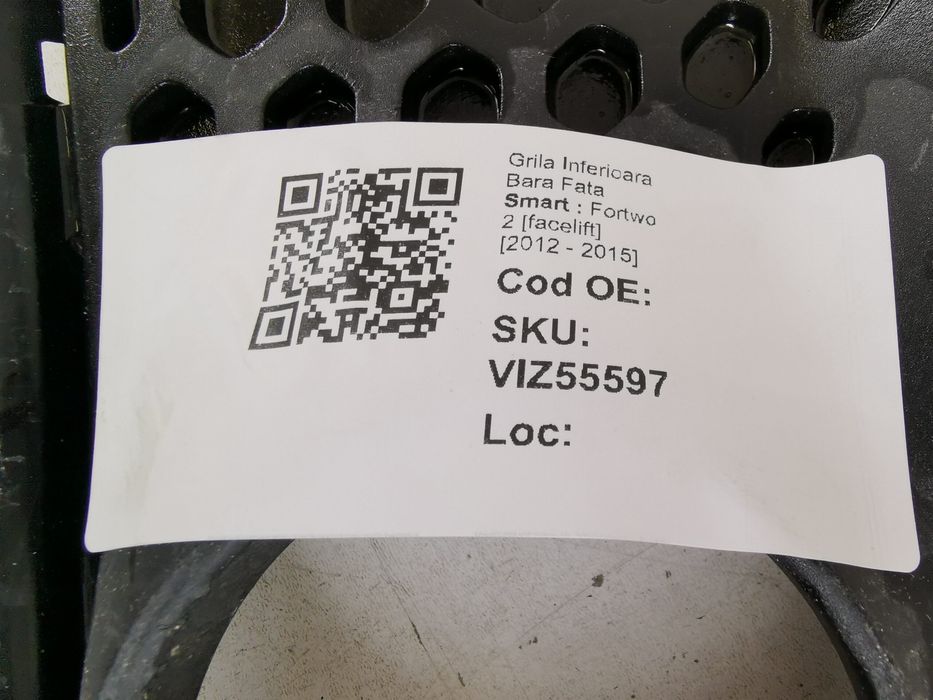 Grila Inferioara
Bara Fata
Smart : Fortwo
2 [facelift]
[2012 - 2015]
Cod OE:
SKU:
VIZ55597
Loc: